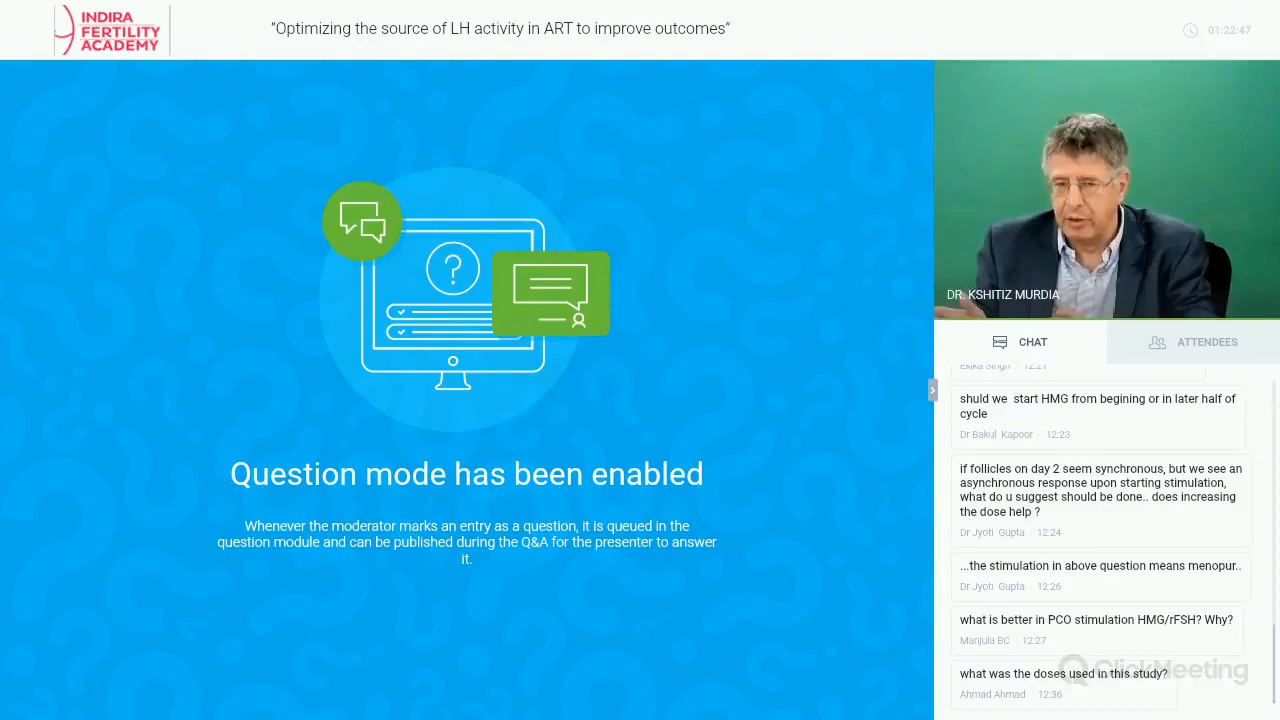 INDIRA
FERTILITY
ACADEMY
“Optimizing the source of LH activity in ART to improve outcomes”
01:22:47
?
Question mode has been enabled
Whenever the moderator marks an entry as a question, it is queued in the
question module and can be published during the Q&A for the presenter to answer
it.
DR. KSHITIZ MURDIA
CHAT
ATTENDEES
Ekika Singh 12:21
shuld we start HMG from begining or in later half of
cycle
Dr Bakul Kapoor 12:23
if follicles on day 2 seem synchronous, but we see an
asynchronous response upon starting stimulation,
what do u suggest should be done.. does increasing
the dose help ?
Dr Jyoti Gupta 12:24
...the stimulation in above question means menopur..
Dr Jyoti Gupta 12:26
what is better in PCO stimulation HMG/rFSH? Why?
Manjula BC 12:27
what was the doses used in this study?
Ahmad Ahmad 12:36
ClickMeeting